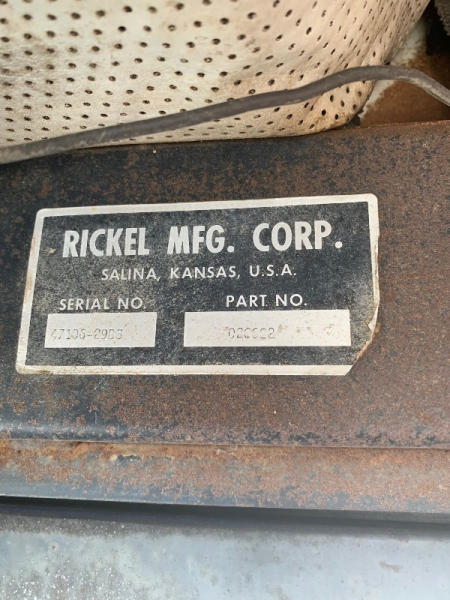 RICKEL MFG. CORP.
SALINA, KANSAS, U.S.A.
SERIAL NO. PART NO.